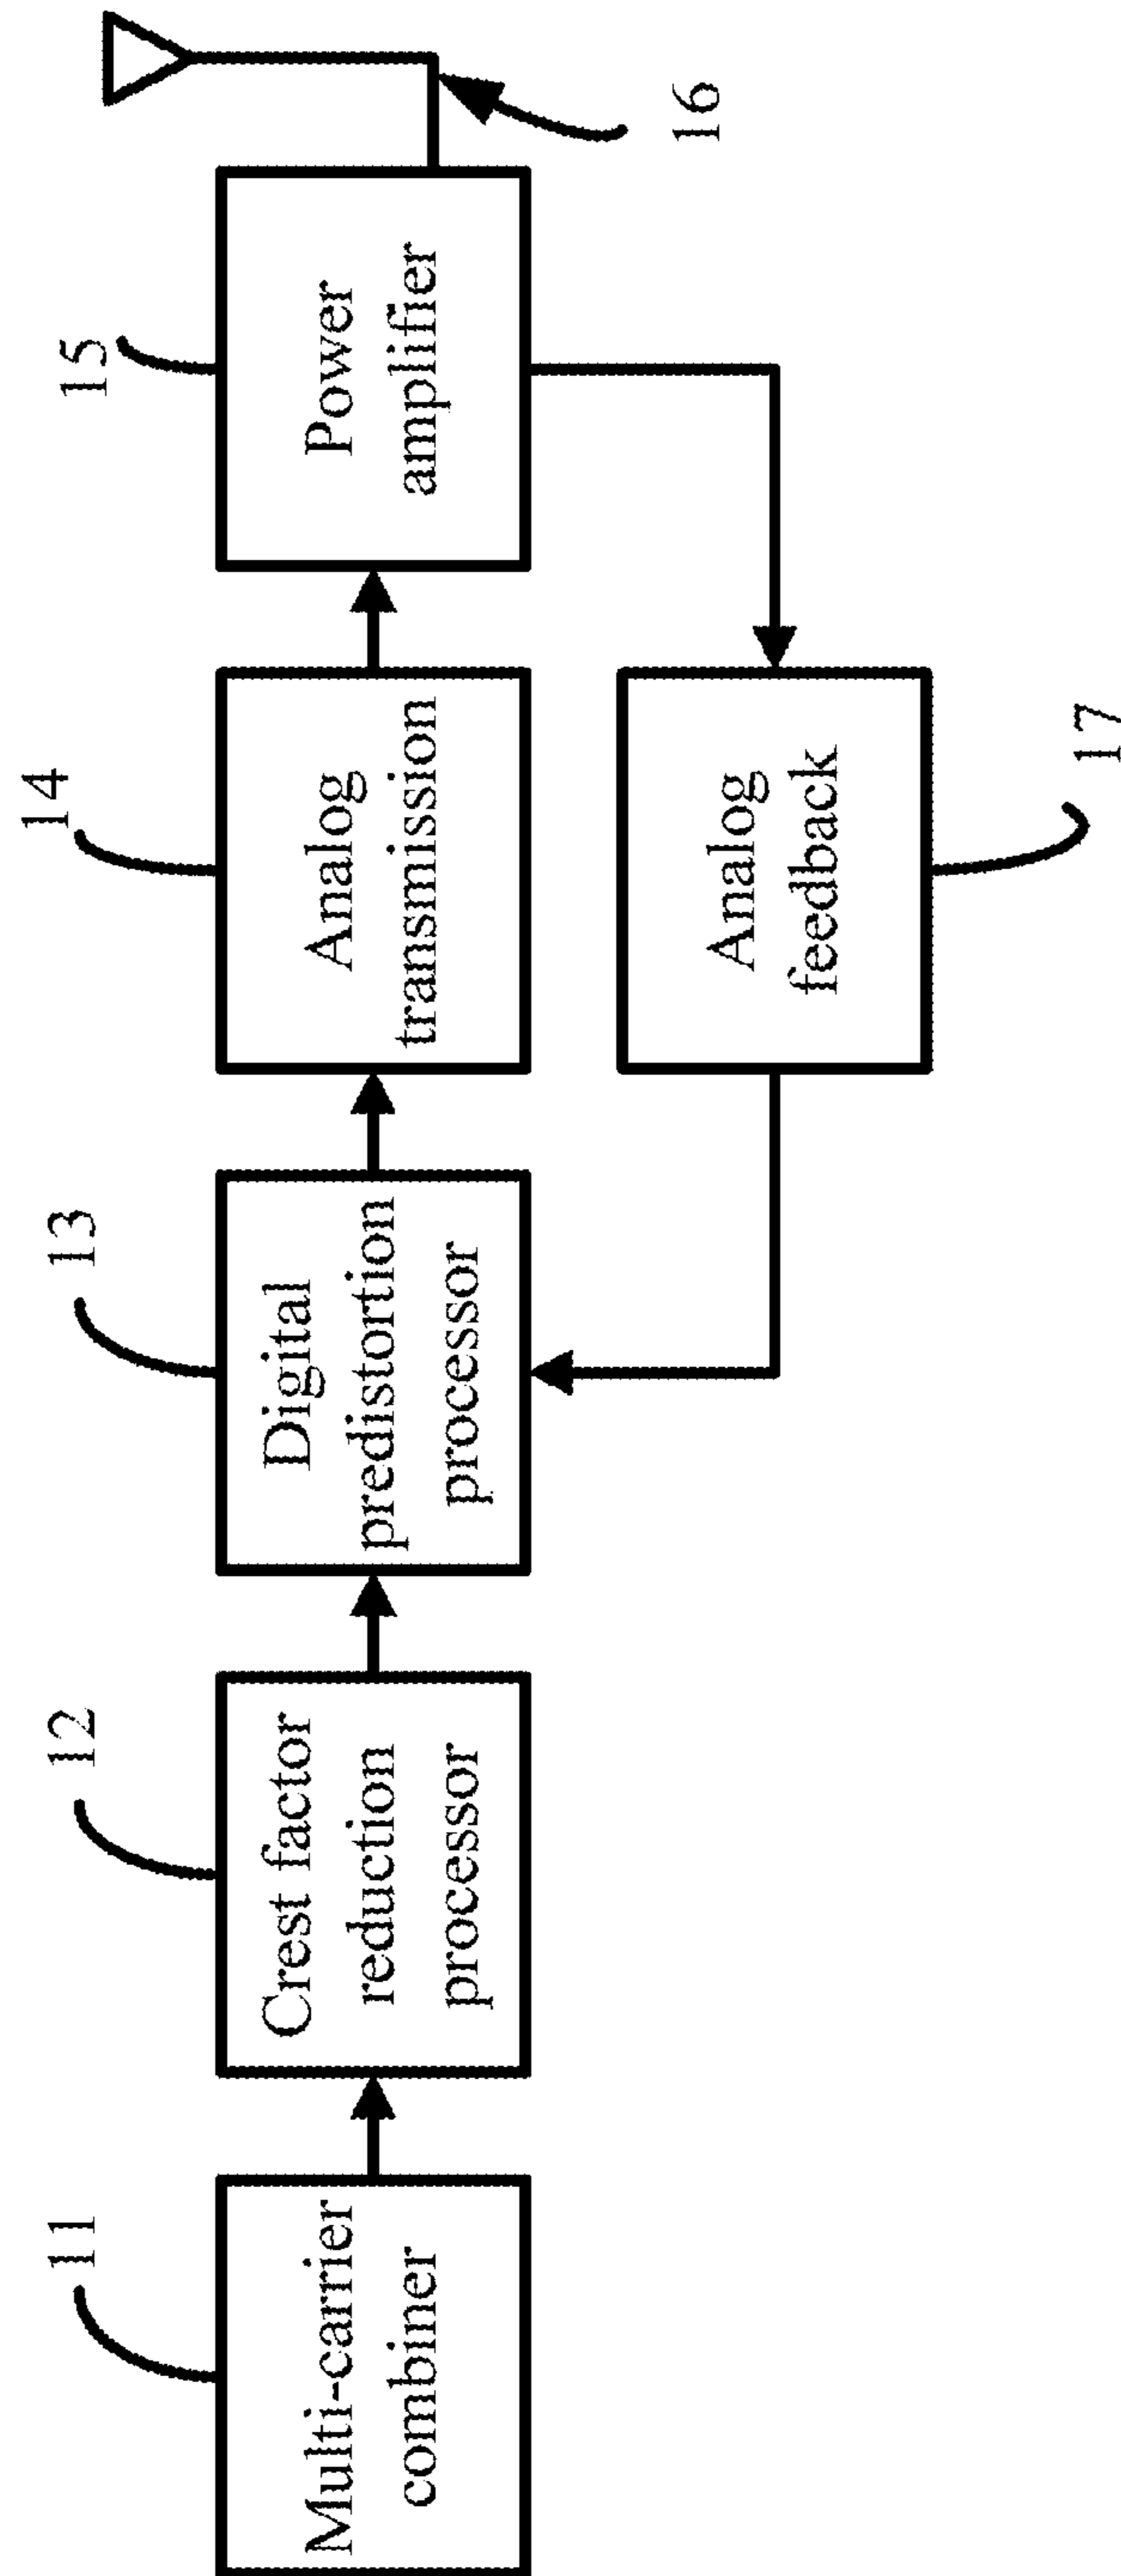 11
Multi-carrier
combiner
12
Crest factor
reduction
processor
13
Digital
predistortion
processor
14
Analog
transmission
15
Power
amplifier
16
Analog
feedback
17